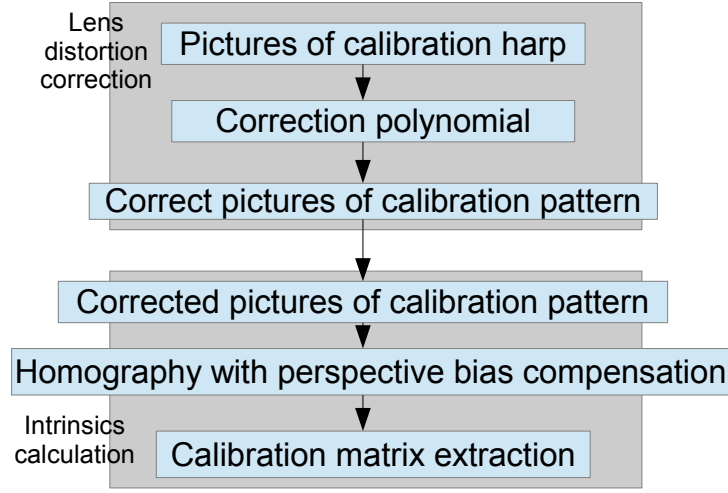 Lens
distortion
correction
Pictures of calibration harp
Correction polynomial
Correct pictures of calibration pattern
Corrected pictures of calibration pattern
Homography with perspective bias compensation
Intrinsics
calculation
Calibration matrix extraction